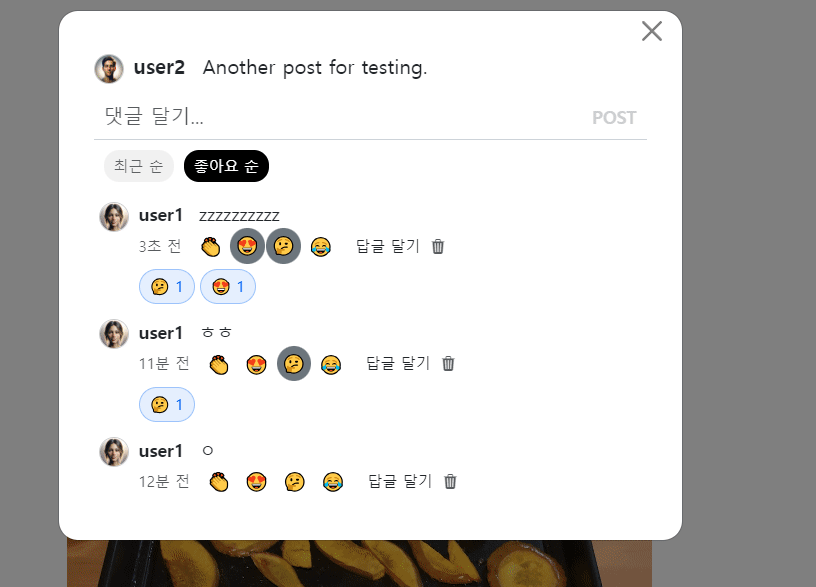 user2 Another post for testing.
댓글 달기... POST
최근 순 좋아요 순
user1 zzzzzzzzzz
3초 전 👏 😍 🤔 😂 답글 달기
🤔 1 😍 1
user1 ㅎㅎ
11분 전 👏 😍 🤔 😂 답글 달기
🤔 1
user1 ㅇ
12분 전 👏 😍 🤔 😂 답글 달기